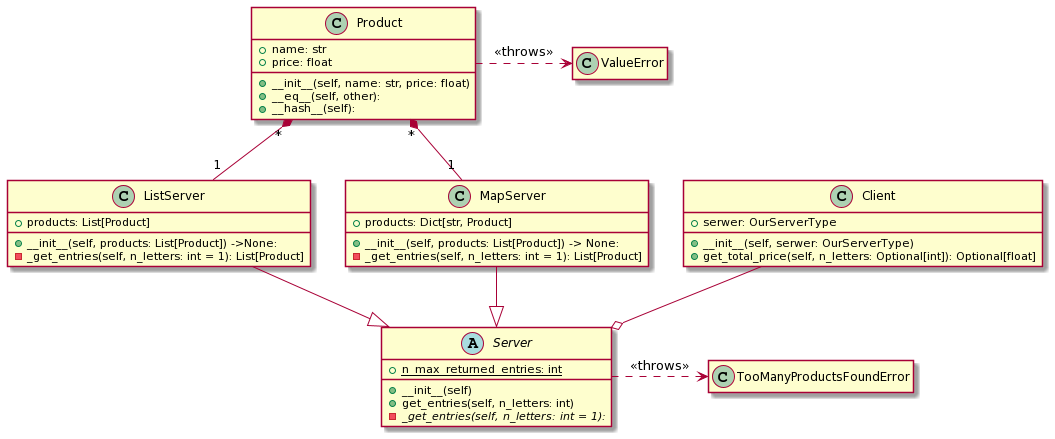 C Product
name: str
price: float
__init__(self, name: str, price: float)
__eq__(self, other):
__hash__(self):
«throws»
C ValueError
*
*
1
1
C ListServer
products: List[Product]
__init__(self, products: List[Product]) ->None:
_get_entries(self, n_letters: int = 1): List[Product]
C MapServer
products: Dict[str, Product]
__init__(self, products: List[Product]) -> None:
_get_entries(self, n_letters: int = 1): List[Product]
C Client
serwer: OurServerType
__init__(self, serwer: OurServerType)
get_total_price(self, n_letters: Optional[int]): Optional[float]
A Server
n_max_returned_entries: int
__init__(self)
get_entries(self, n_letters: int)
_get_entries(self, n_letters: int = 1):
«throws»
C TooManyProductsFoundError